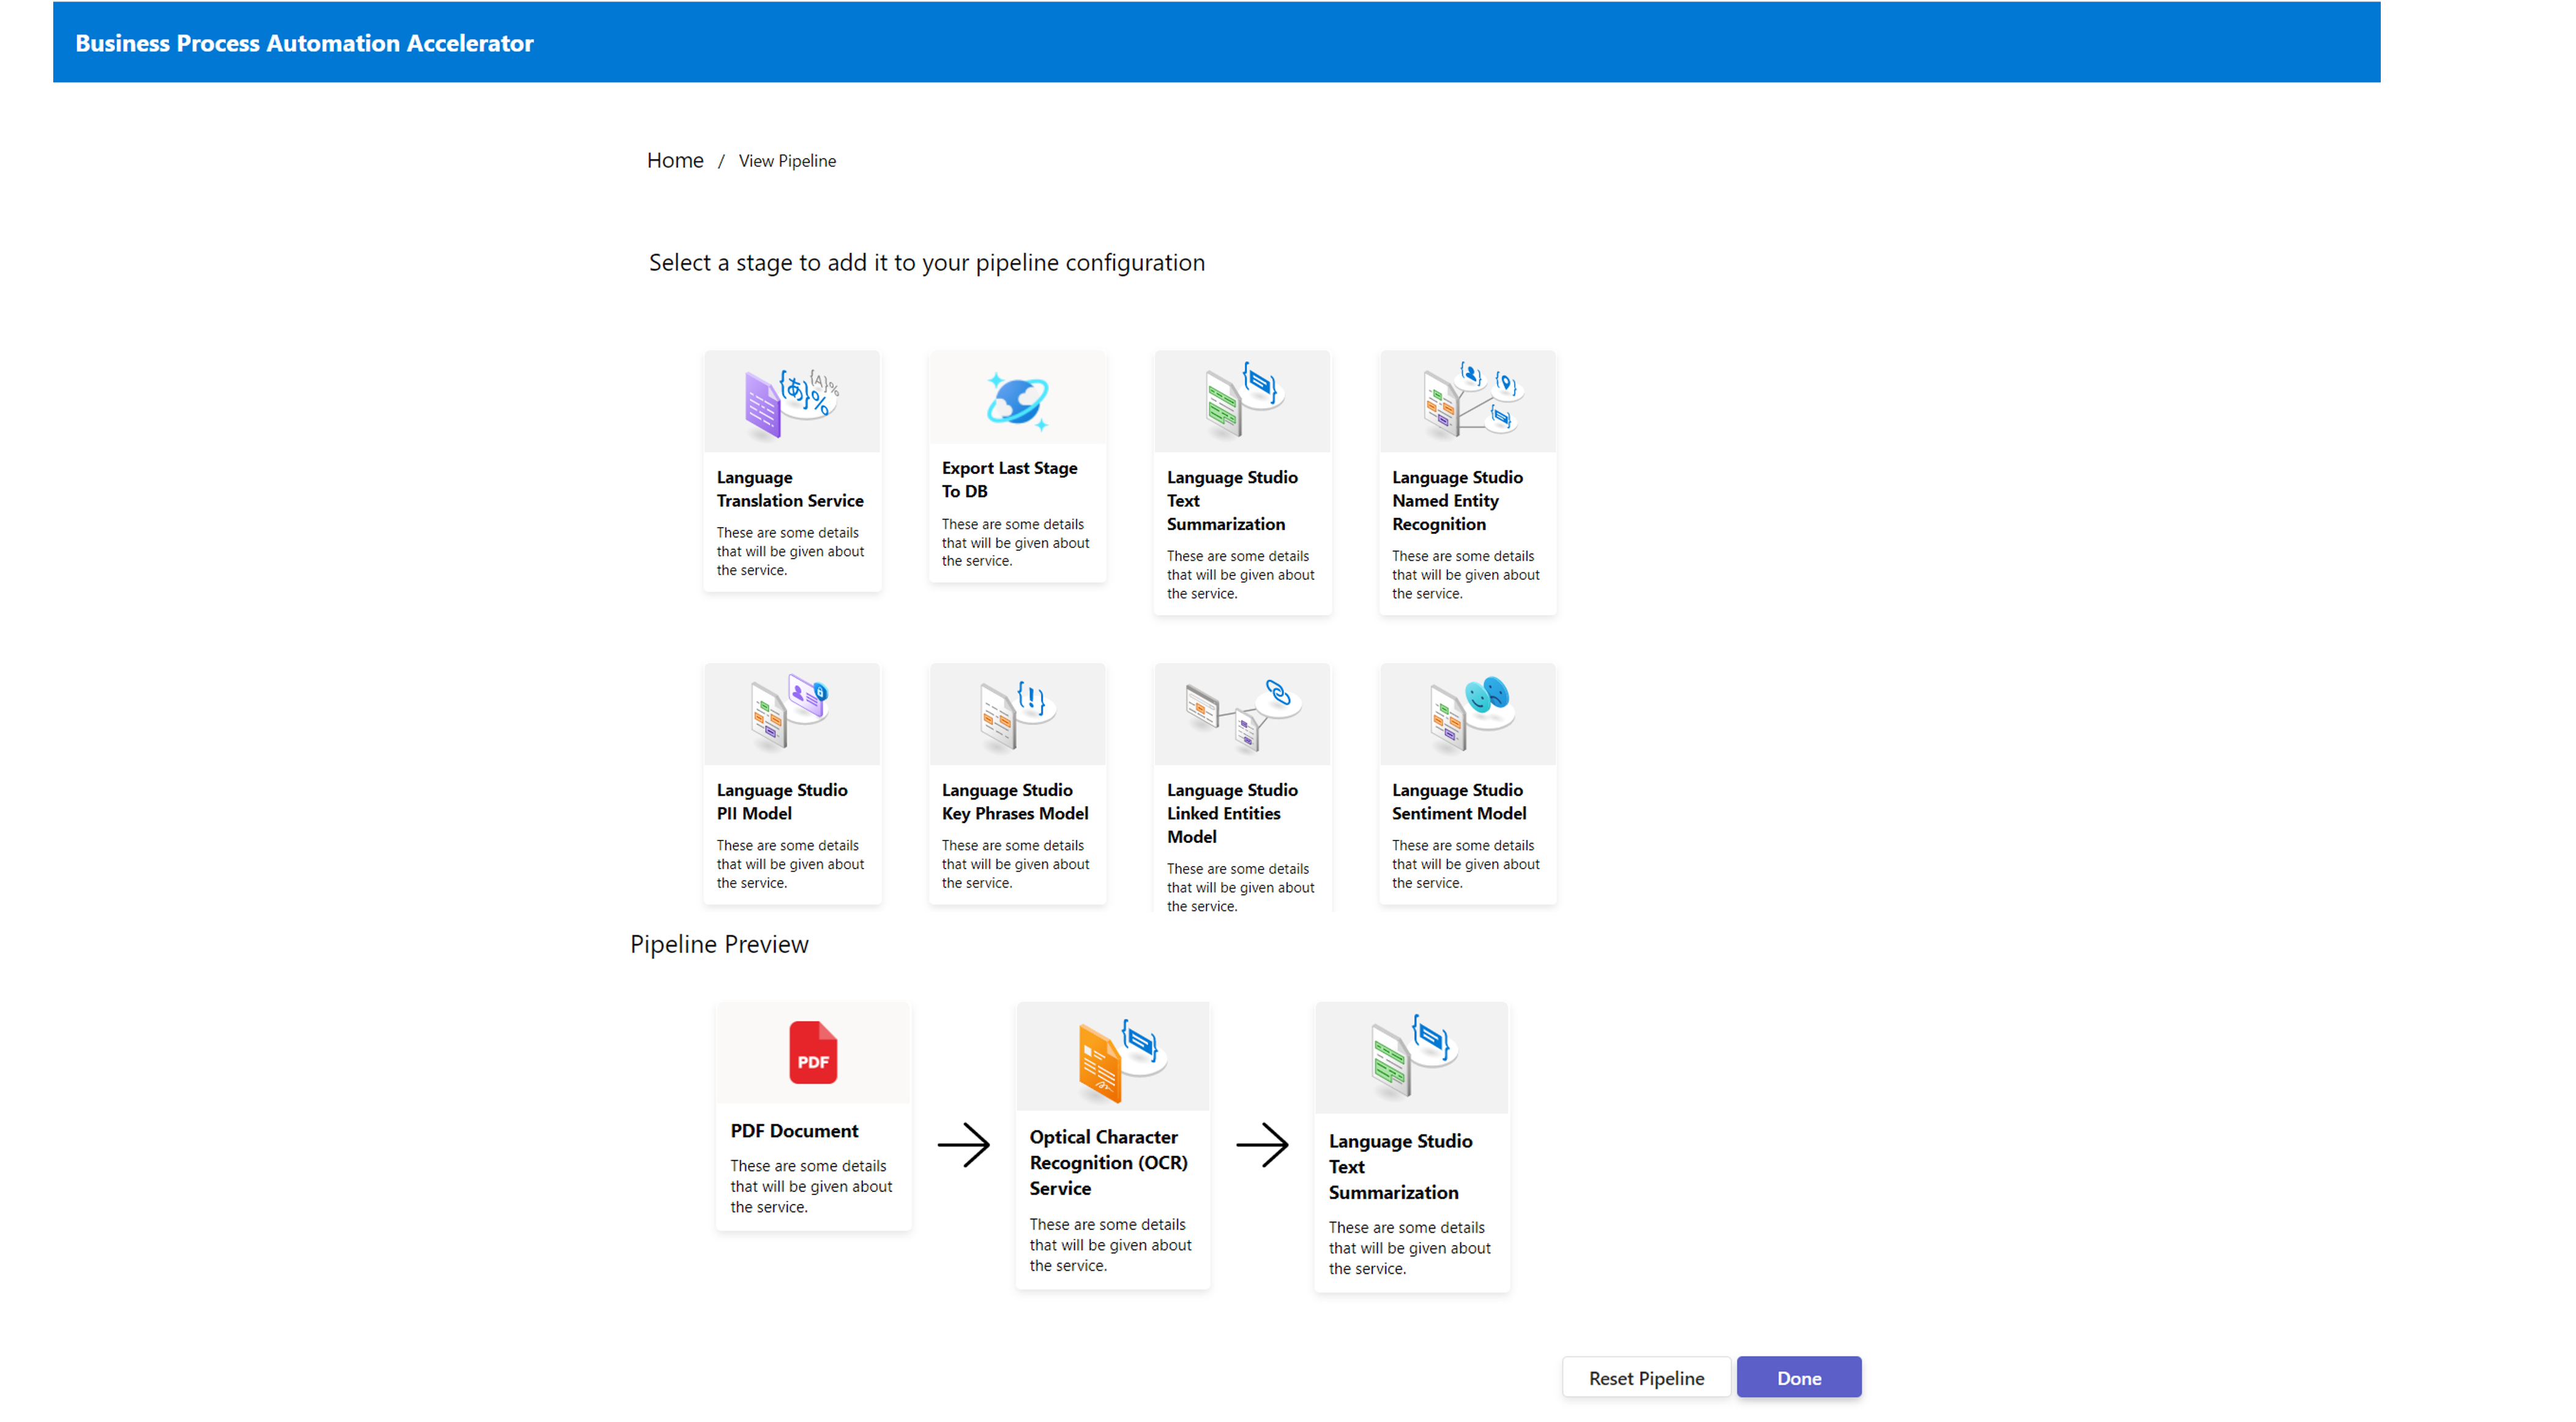 Business Process Automation Accelerator
Home / View Pipeline
Select a stage to add it to your pipeline configuration
{あ}% {A}%
Language
Translation Service
These are some details
that will be given about
the service.
Export Last Stage
To DB
These are some details
that will be given about
the service.
Language Studio
Text
Summarization
These are some details
that will be given about
the service.
Language Studio
Named Entity
Recognition
These are some details
that will be given about
the service.
Language Studio
PII Model
These are some details
that will be given about
the service.
{!}
Language Studio
Key Phrases Model
These are some details
that will be given about
the service.
Language Studio
Linked Entities
Model
These are some details
that will be given about
the service.
Language Studio
Sentiment Model
These are some details
that will be given about
the service.
Pipeline Preview
PDF
PDF Document
These are some details
that will be given about
the service.
Optical Character
Recognition (OCR)
Service
These are some details
that will be given about
the service.
Language Studio
Text
Summarization
These are some details
that will be given about
the service.
Reset Pipeline
Done